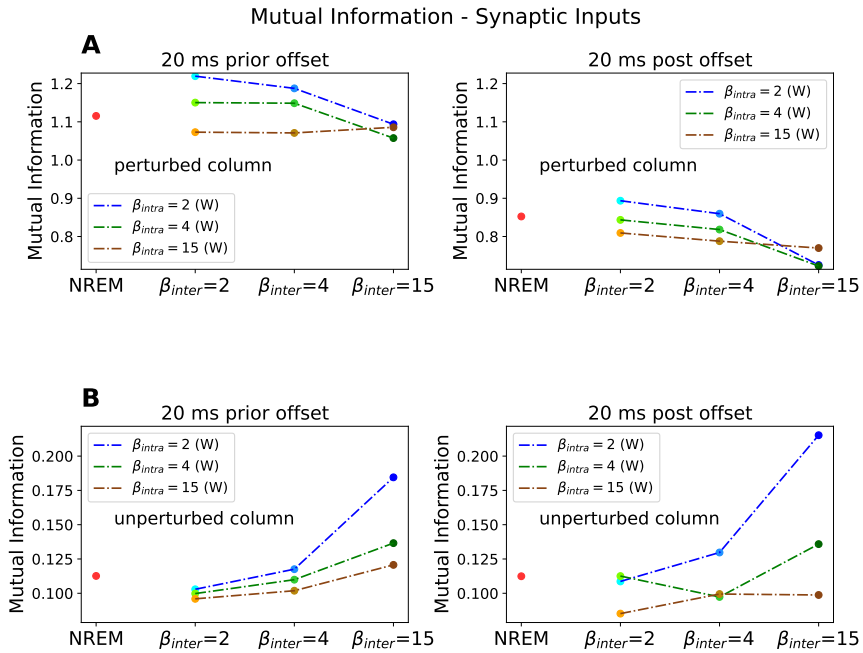 Mutual Information - Synaptic Inputs
A
20 ms prior offset
Mutual Information
1.2
1.1
1.0
0.9
0.8
perturbed column
β_intra = 2 (W)
β_intra = 4 (W)
β_intra = 15 (W)
NREM β_inter=2 β_inter=4 β_inter=15
20 ms post offset
Mutual Information
1.2
1.1
1.0
0.9
0.8
β_intra = 2 (W)
β_intra = 4 (W)
β_intra = 15 (W)
perturbed column
NREM β_inter=2 β_inter=4 β_inter=15
B
20 ms prior offset
Mutual Information
0.200
0.175
0.150
0.125
0.100
β_intra = 2 (W)
β_intra = 4 (W)
β_intra = 15 (W)
unperturbed column
NREM β_inter=2 β_inter=4 β_inter=15
20 ms post offset
Mutual Information
0.200
0.175
0.150
0.125
0.100
β_intra = 2 (W)
β_intra = 4 (W)
β_intra = 15 (W)
unperturbed column
NREM β_inter=2 β_inter=4 β_inter=15